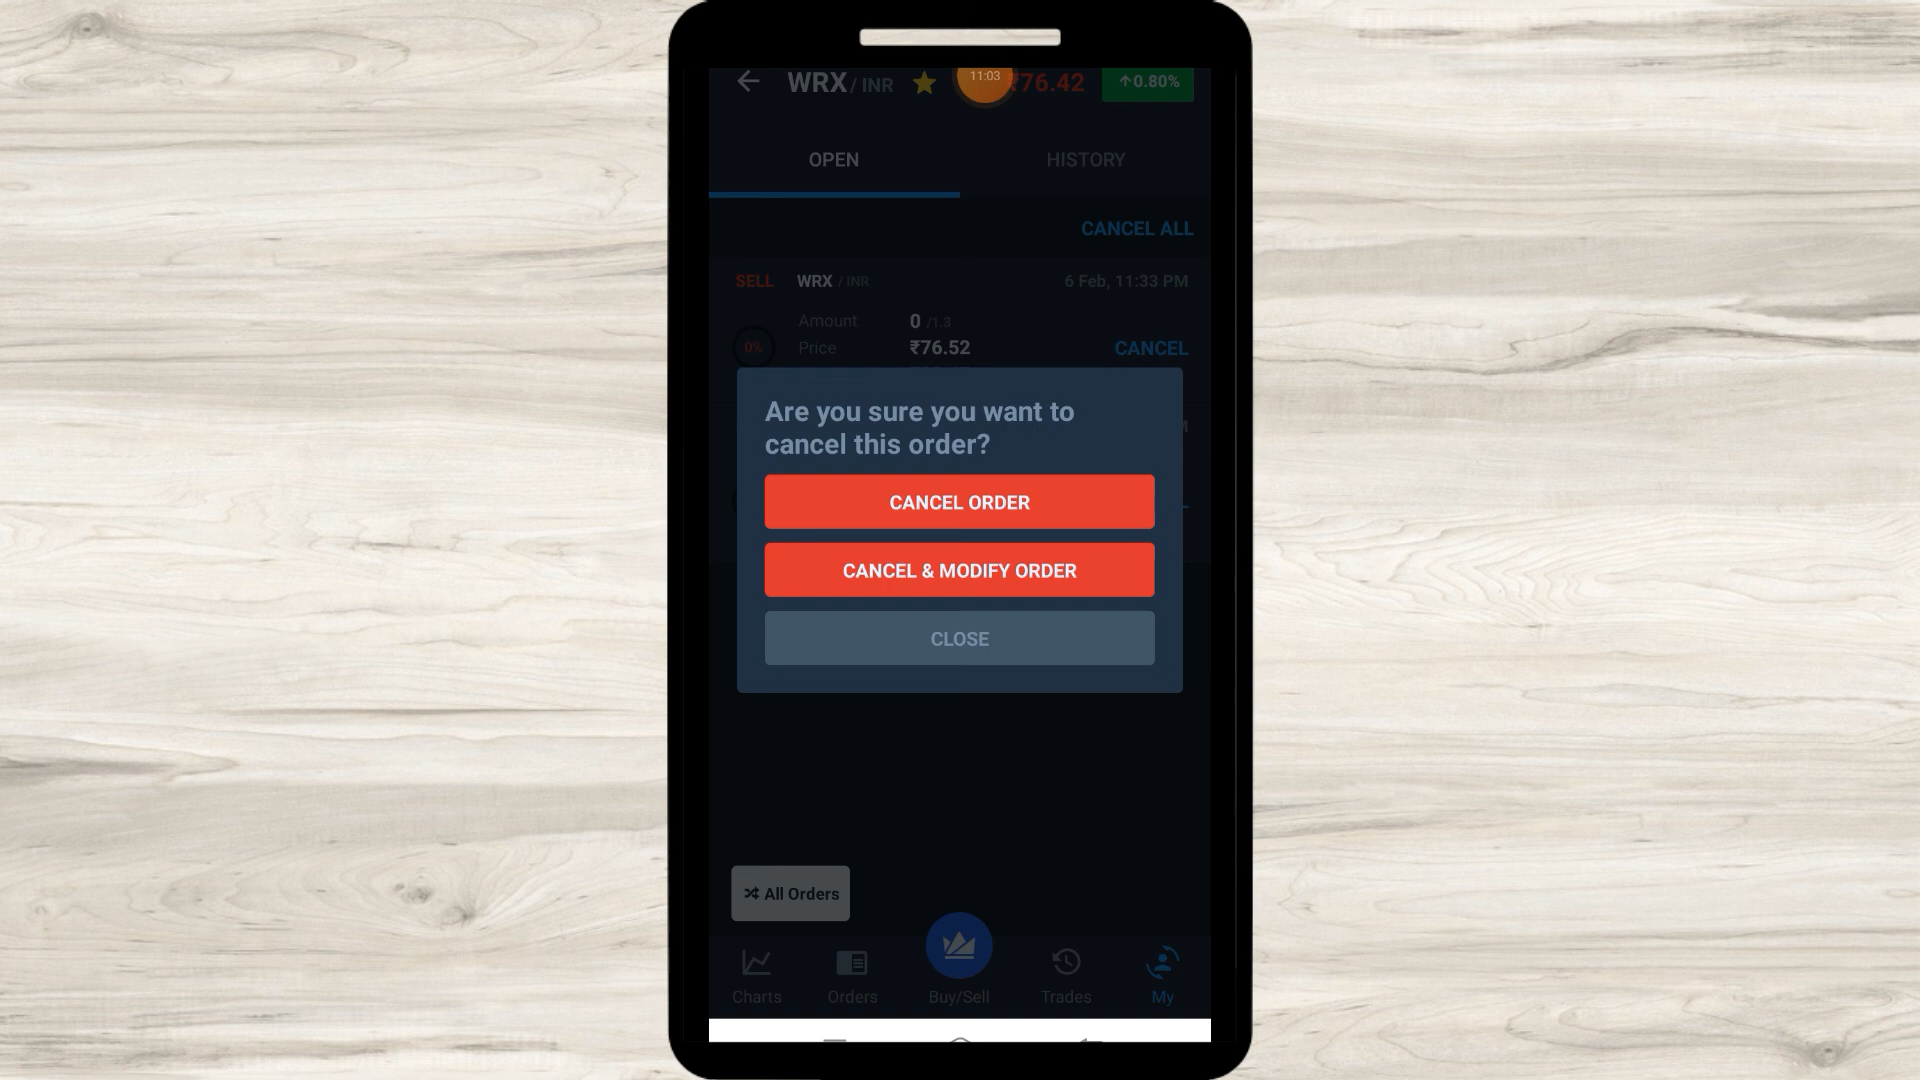 WRX / INR ₹76.42 ↑0.80%
11:03
OPEN HISTORY
CANCEL ALL
SELL WRX / INR 6 Feb, 11:33 PM
Amount 0 /1.3
0% Price ₹76.52 CANCEL
Are you sure you want to
cancel this order?
CANCEL ORDER
CANCEL & MODIFY ORDER
CLOSE
All Orders
Charts Orders Buy/Sell Trades My